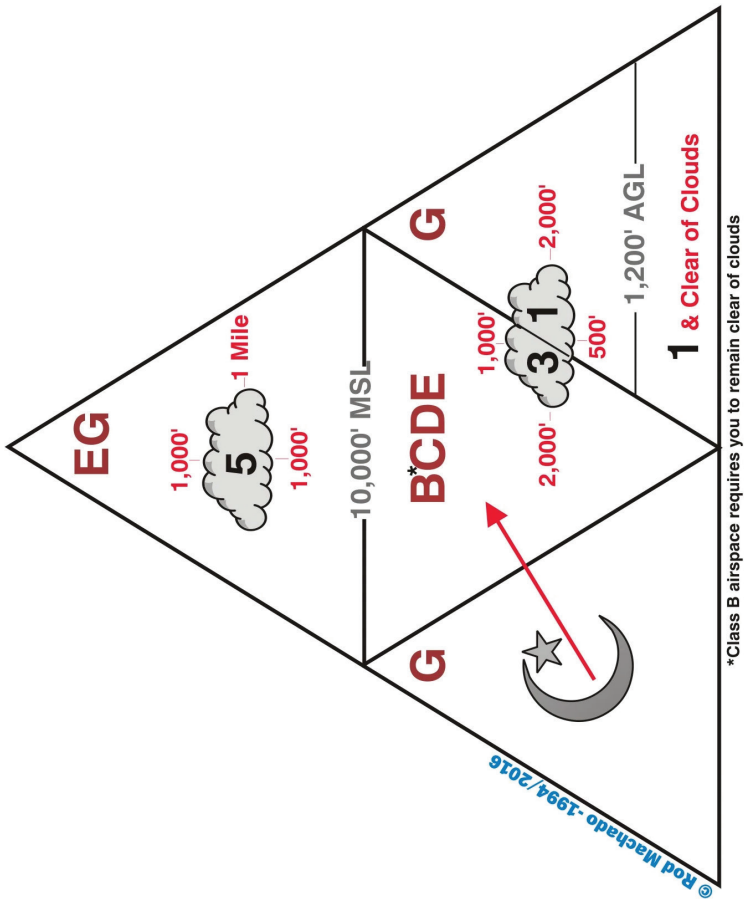 EG
1,000'
5
1 Mile
1,000'
10,000' MSL
G
B*CDE
G
1,000'
2,000'
3
1
2,000'
500'
1,200' AGL
1 & Clear of Clouds
© Rod Machado -1994/2016
*Class B airspace requires you to remain clear of clouds